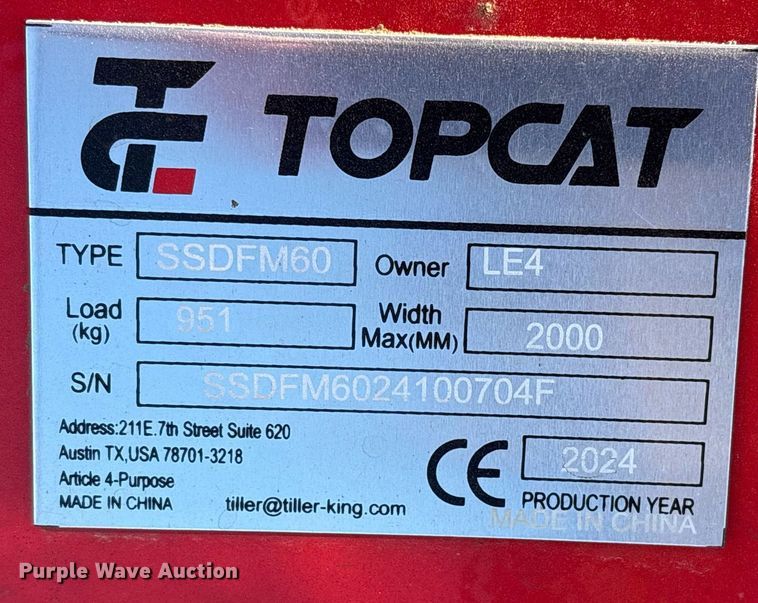 TC TOPCAT
TYPE SSDFM60 Owner LE4
Load (kg) 951 Width Max(MM) 2000
S/N SSDFM6024100704F
Address:211E.7th Street Suite 620
Austin TX,USA 78701-3218
Article 4-Purpose
MADE IN CHINA tiller@tiller-king.com
CE 2024
PRODUCTION YEAR
MADE IN CHINA
Purple Wave Auction